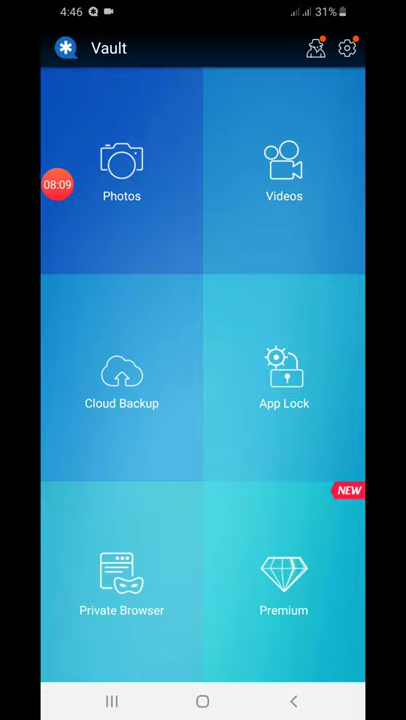 4:46
31%
Vault
08:09
Photos
Videos
Cloud Backup
App Lock
NEW
Private Browser
Premium